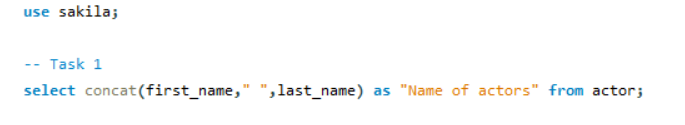 use sakila;
-- Task 1
select concat(first_name," ",last_name) as "Name of actors" from actor;